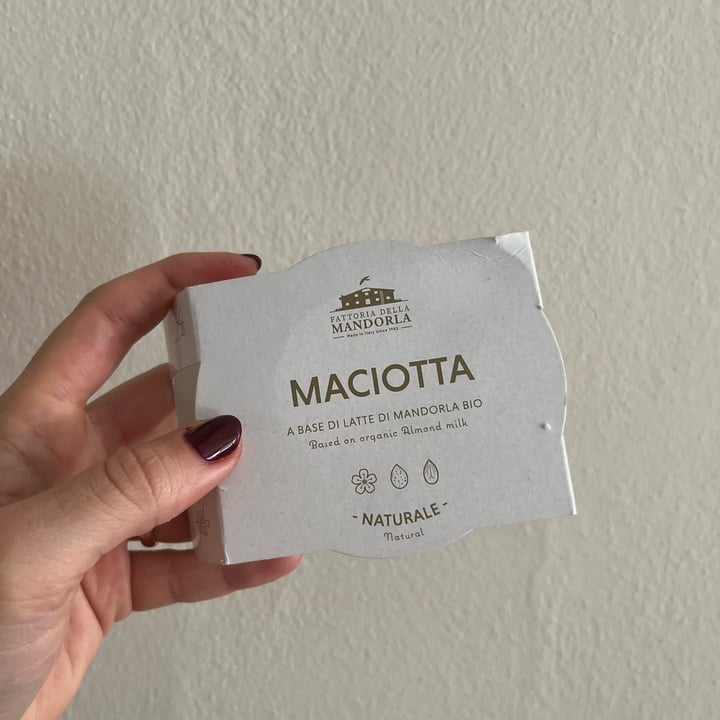 FATTORIA DELLA
MANDORLA
Made in Italy since 1982
MACIOTTA
A BASE DI LATTE DI MANDORLA BIO
Based on organic Almond milk
- NATURALE -
Natural